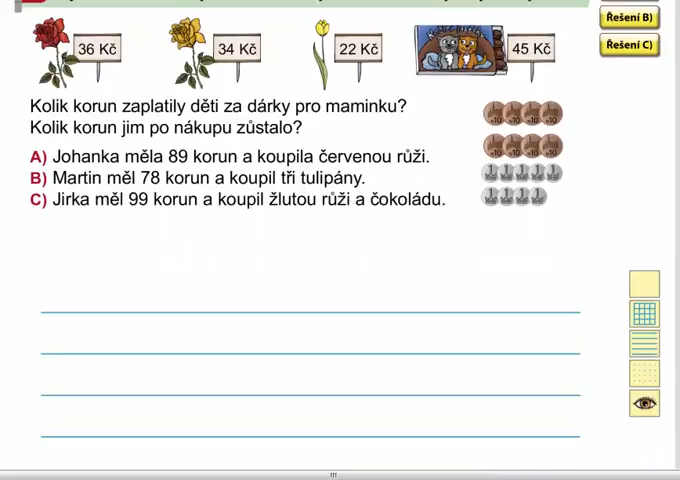 Řešení B)
36 Kč 34 Kč 22 Kč 45 Kč
Řešení C)
Kolik korun zaplatily děti za dárky pro maminku?
Kolik korun jim po nákupu zůstalo?
A) Johanka měla 89 korun a koupila červenou růži.
B) Martin měl 78 korun a koupil tři tulipány.
C) Jirka měl 99 korun a koupil žlutou růži a čokoládu.